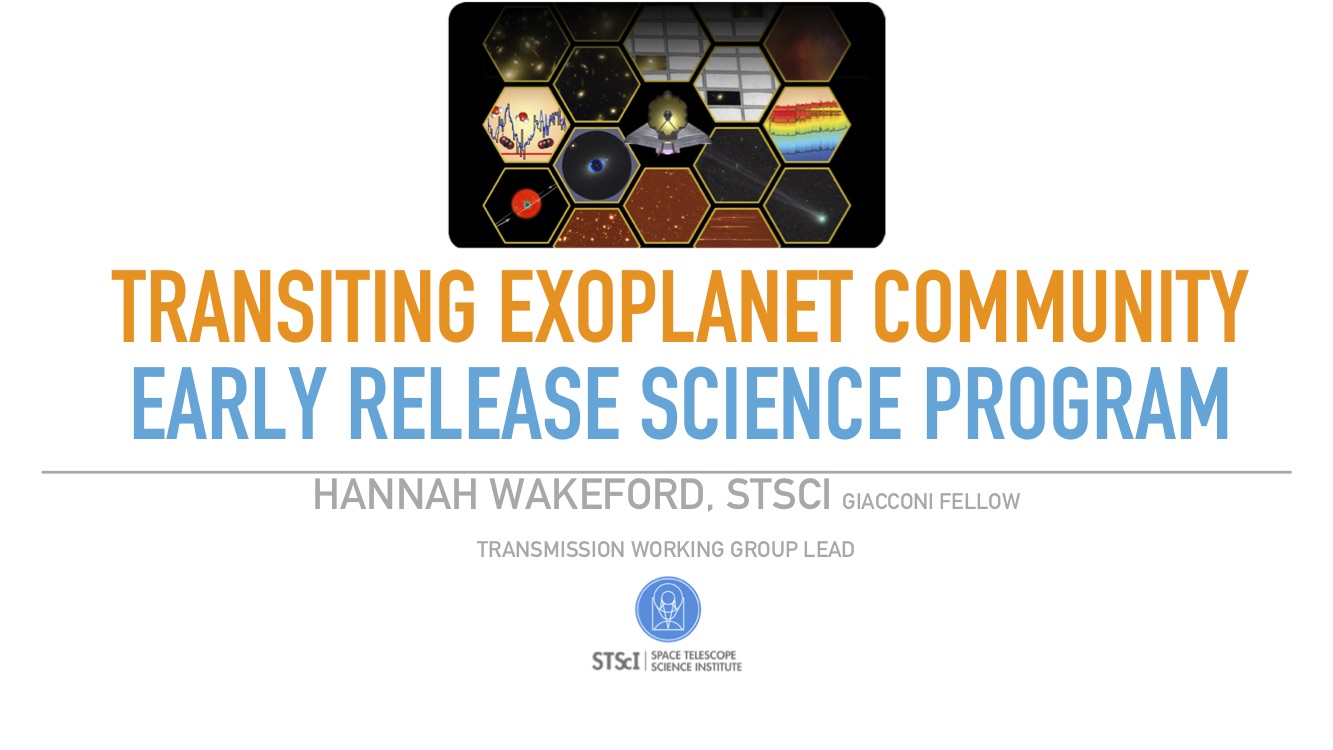 TRANSITING EXOPLANET COMMUNITY
EARLY RELEASE SCIENCE PROGRAM
HANNAH WAKEFORD, STSCI GIACCONI FELLOW
TRANSMISSION WORKING GROUP LEAD
STScI | SPACE TELESCOPE
SCIENCE INSTITUTE